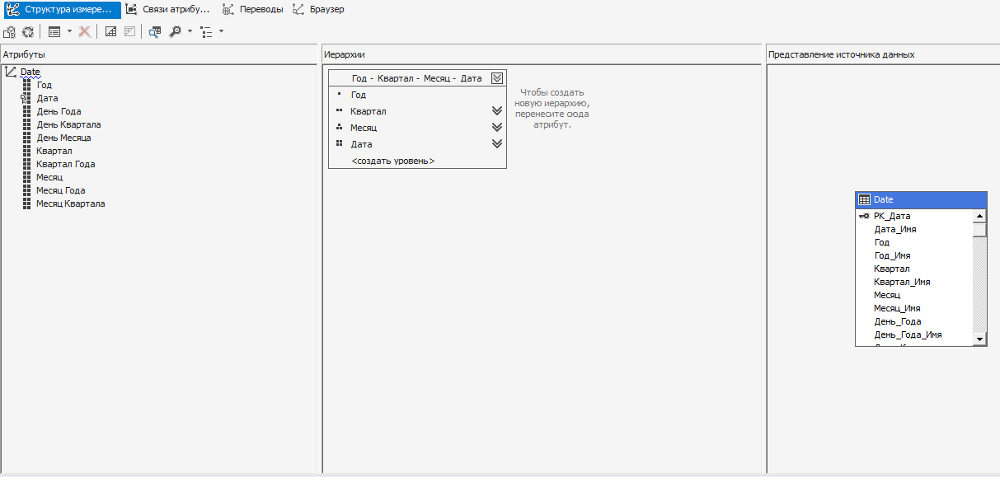 Структура измере... Связи атрибу... Переводы Браузер
Атрибуты
Date
Год
Дата
День Года
День Квартала
День Месяца
Квартал
Квартал Года
Месяц
Месяц Года
Месяц Квартала
Иерархии
Год - Квартал - Месяц - Дата
Год
Квартал
Месяц
Дата
<создать уровень>
Чтобы создать
новую иерархию,
перенесите сюда
атрибут.
Представление источника данных
Date
PK_Дата
Дата_Имя
Год
Год_Имя
Квартал
Квартал_Имя
Месяц
Месяц_Имя
День_Года
День_Года_Имя